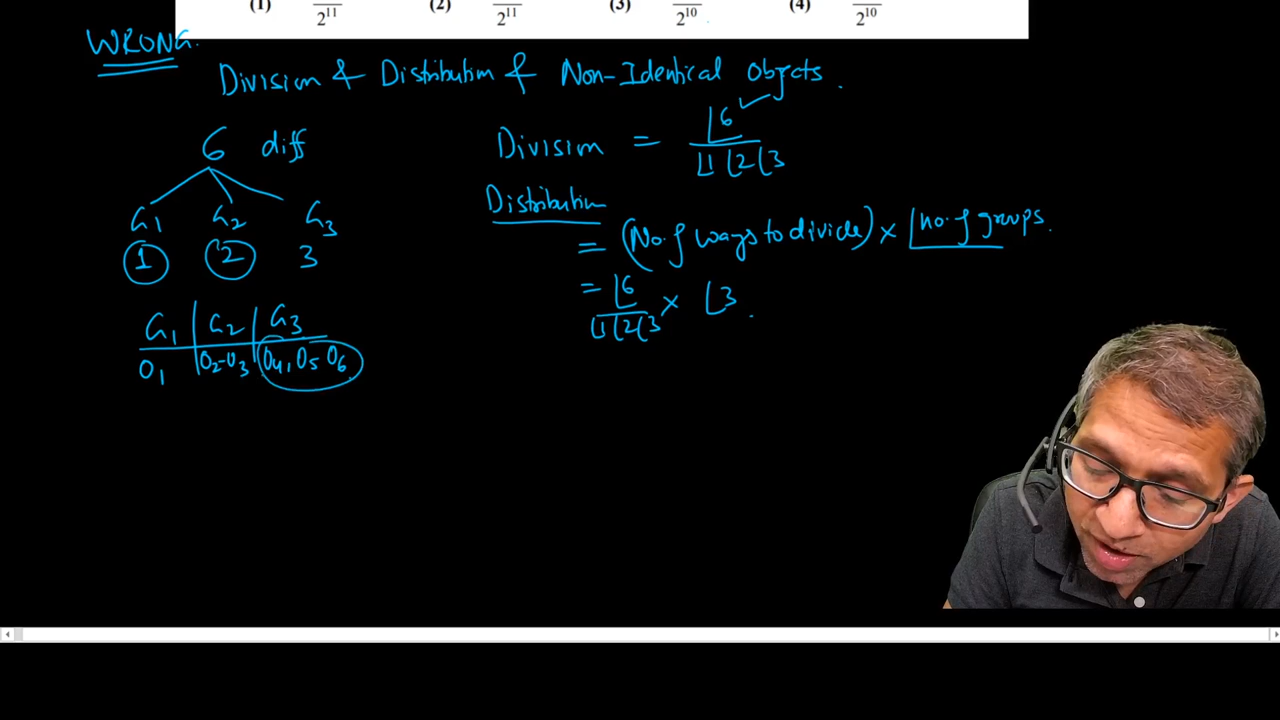 (1) 2^11 (2) 2^11 (3) 2^10 (4) 2^10
WRONG.
Division & Distribution of Non-Identical Objects.
6 diff
G1 G2 G3
1 2 3
G1 | G2 | G3
O1 | O2-O3 | O4, O5 O6
Division = ⌊6 / ⌊1 ⌊2 ⌊3
Distribution
= (No. of ways to divide) × ⌊no. of groups.
= ⌊6 / ⌊1 ⌊2 ⌊3 × ⌊3.